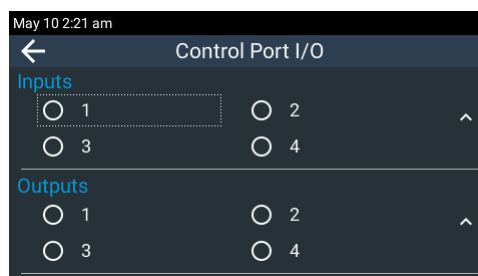 May 10 2:21 am
Control Port I/O
Inputs
1 2
3 4
Outputs
1 2
3 4